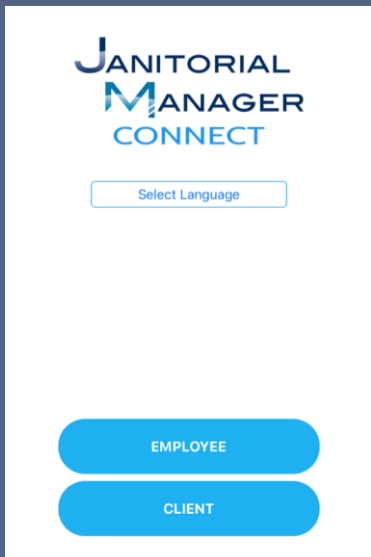 JANITORIAL
MANAGER
CONNECT
Select Language
EMPLOYEE
CLIENT